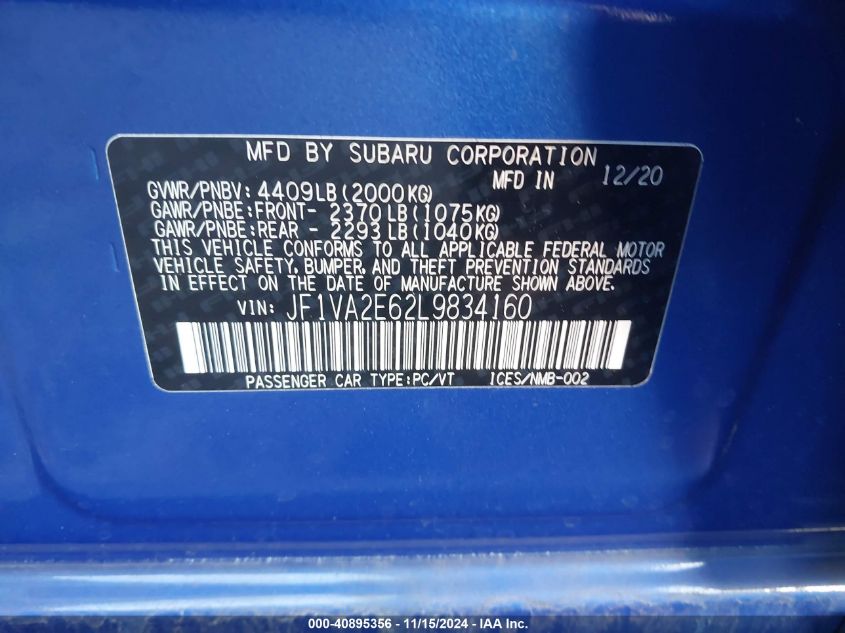 MFD BY SUBARU CORPORATION
MFD IN 12/20
GVWR/PNBV: 4409LB(2000KG)
GAWR/PNBE:FRONT- 2370LB(1075KG)
GAWR/PNBE:REAR - 2293LB(1040KG)
THIS VEHICLE CONFORMS TO ALL APPLICABLE FEDERAL MOTOR
VEHICLE SAFETY, BUMPER, AND THEFT PREVENTION STANDARDS
IN EFFECT ON THE DATE OF MANUFACTURE SHOWN ABOVE.
VIN: JF1VA2E62L9834160
PASSENGER CAR TYPE:PC/VT ICES/NMB-002
000-40895356 - 11/15/2024 - IAA Inc.